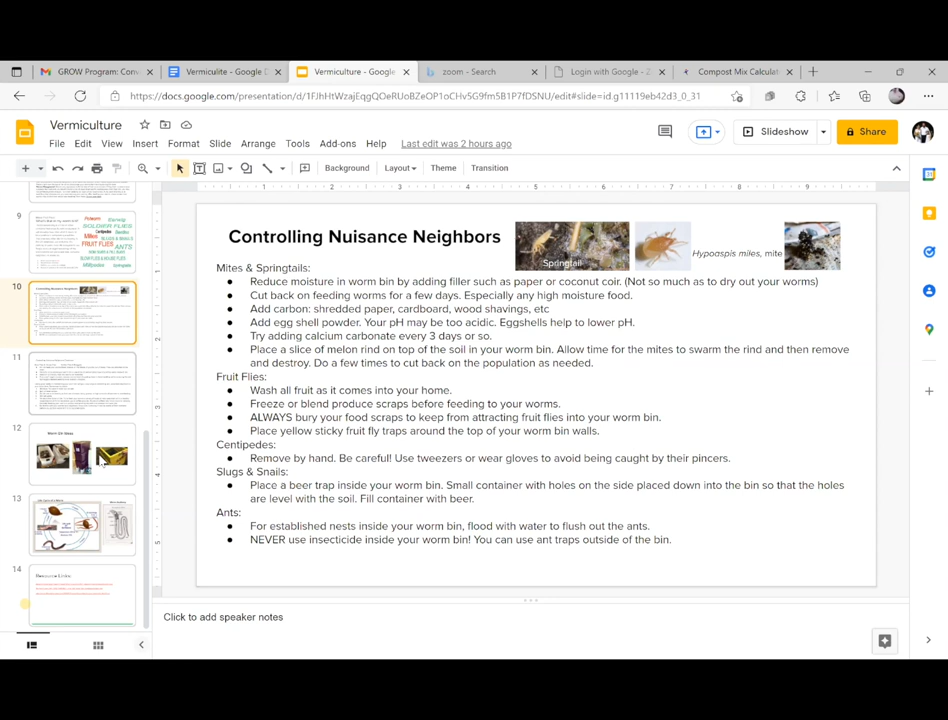 GROW Program: Con
Vermiculite - Google D
Vermiculture - Google
zoom - Search
Login with Google - 2
Compost Mix Calculat
https://docs.google.com/presentation/d/1FJhHtWzajEqgQOeRUoBZeOP1oCHv5G9fm5B1P7fDSNU/edit#slide=id.g11119eb42d3_0_31
Vermiculture
File Edit View Insert Format Slide Arrange Tools Add-ons Help Last edit was 2 hours ago
Slideshow
Share
Background Layout Theme Transition
9
10
11
12
13
14
Resource Links:
Controlling Nuisance Neighbors
Springtail
Hypoaspis miles, mite
Mites & Springtails:
● Reduce moisture in worm bin by adding filler such as paper or coconut coir. (Not so much as to dry out your worms)
● Cut back on feeding worms for a few days. Especially any high moisture food.
● Add carbon: shredded paper, cardboard, wood shavings, etc
● Add egg shell powder. Your pH may be too acidic. Eggshells help to lower pH.
● Try adding calcium carbonate every 3 days or so.
● Place a slice of melon rind on top of the soil in your worm bin. Allow time for the mites to swarm the rind and then remove
and destroy. Do a few times to cut back on the population as needed.
Fruit Flies:
● Wash all fruit as it comes into your home.
● Freeze or blend produce scraps before feeding to your worms.
● ALWAYS bury your food scraps to keep from attracting fruit flies into your worm bin.
● Place yellow sticky fruit fly traps around the top of your worm bin walls.
Centipedes:
● Remove by hand. Be careful! Use tweezers or wear gloves to avoid being caught by their pincers.
Slugs & Snails:
● Place a beer trap inside your worm bin. Small container with holes on the side placed down into the bin so that the holes
are level with the soil. Fill container with beer.
Ants:
● For established nests inside your worm bin, flood with water to flush out the ants.
● NEVER use insecticide inside your worm bin! You can use ant traps outside of the bin.
Click to add speaker notes